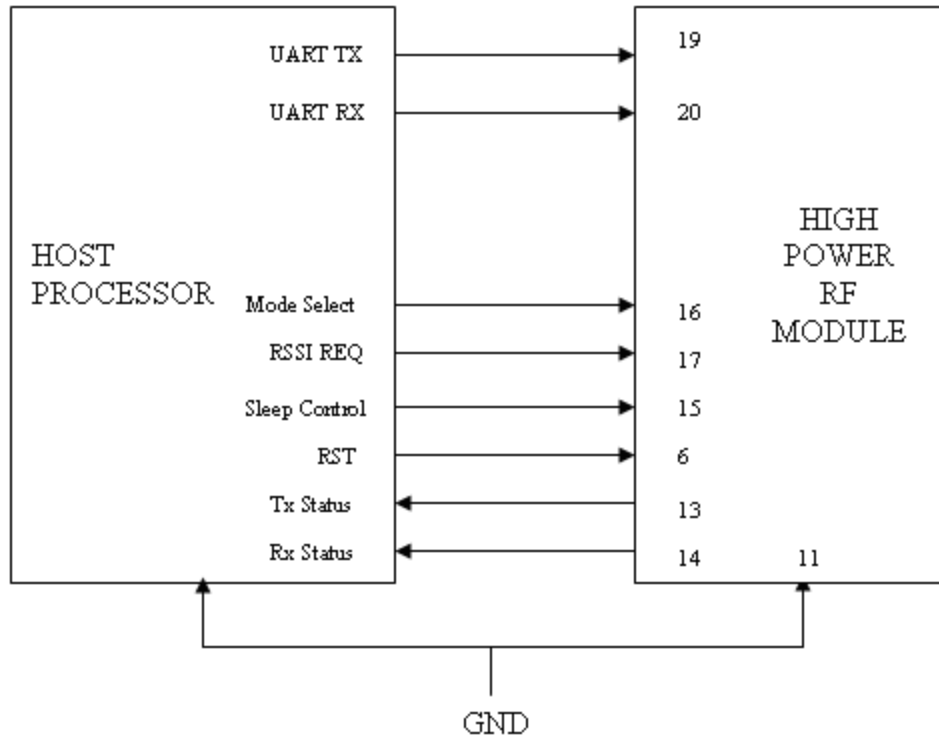 UART TX
19
UART RX
20
HOST
PROCESSOR
HIGH
POWER
RF
MODULE
Mode Select
16
RSSI REQ
17
Sleep Control
15
RST
6
Tx Status
13
Rx Status
14
11
GND